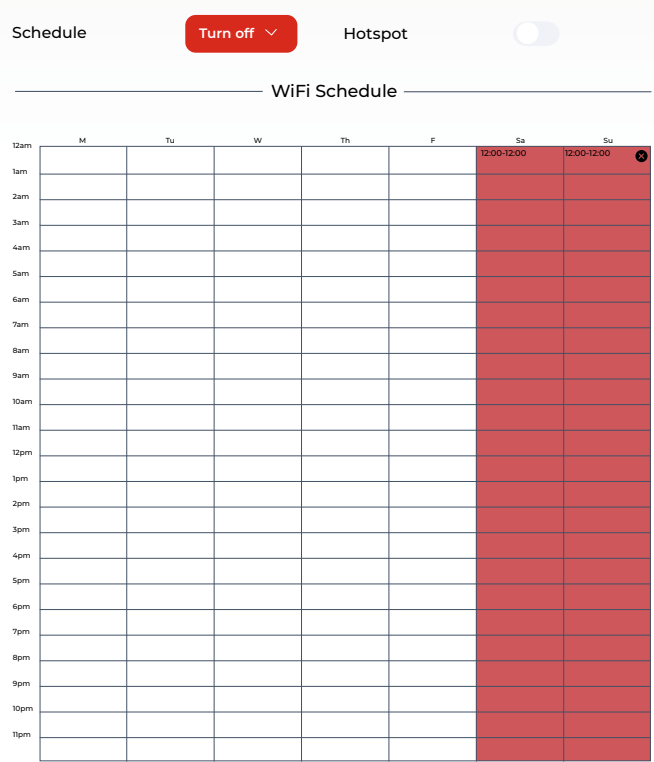 Schedule Turn off Hotspot
WiFi Schedule
M Tu W Th F Sa Su
12am 12:00-12:00 12:00-12:00
1am
2am
3am
4am
5am
6am
7am
8am
9am
10am
11am
12pm
1pm
2pm
3pm
4pm
5pm
6pm
7pm
8pm
9pm
10pm
11pm